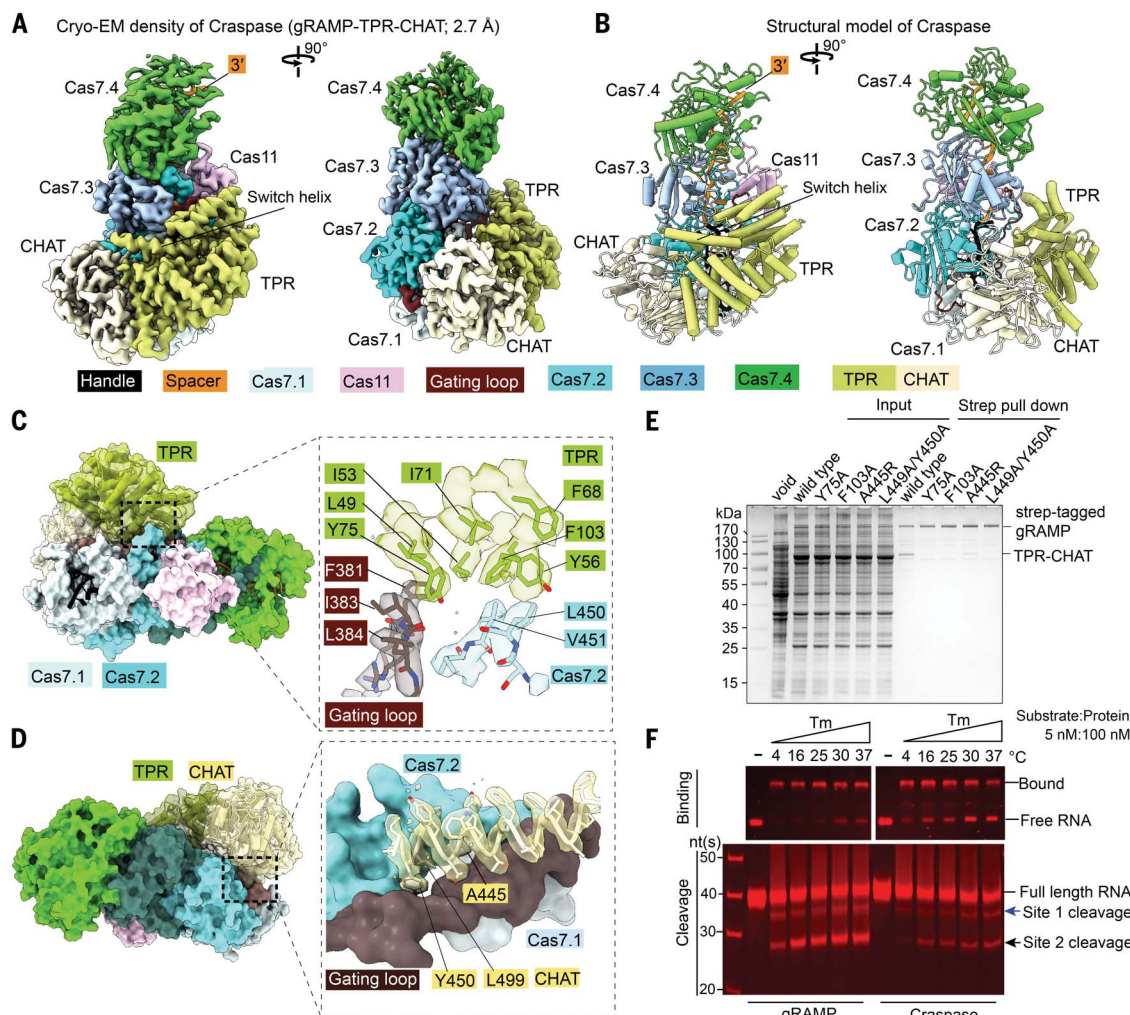 A
Cryo-EM density of Craspase (gRAMP-TPR-CHAT; 2.7 Å)
90°
3′
Cas7.4
Cas7.4
Cas11
Cas7.3
Cas7.3
TPR
Switch helix
Cas7.2
CHAT
TPR
Cas7.1
CHAT
B
Structural model of Craspase
90°
3′
Cas7.4
Cas7.4
Cas7.3
Cas11
Cas7.3
TPR
Switch helix
Cas7.2
CHAT
TPR
Cas7.1
CHAT
Handle Spacer Cas7.1 Cas11 Gating loop Cas7.2 Cas7.3 Cas7.4 TPR CHAT
C
TPR
Cas7.1 Cas7.2
TPR
I53
I71
L49
F68
Y75
F103
F381
Y56
I383
L450
L384
V451
Cas7.2
Gating loop
D
TPR CHAT
Cas7.2
A445
Cas7.1
Gating loop
Y450
L499
CHAT
E
Input
Strep pull down
void
wild type
Y75A
F103A
A445R
L449A/Y450A
wild type
Y75A
F103A
A445R
L449A/Y450A
kDa
170
130
100
70
55
40
35
25
15
strep-tagged
gRAMP
TPR-CHAT
F
Tm
Tm
Substrate:Protein
5 nM:100 nM
– 4 16 25 30 37
– 4 16 25 30 37
°C
Binding
Bound
Free RNA
nt(s)
50
40
30
20
Cleavage
Full length RNA
Site 1 cleavage
Site 2 cleavage
gRAMP
Craspase